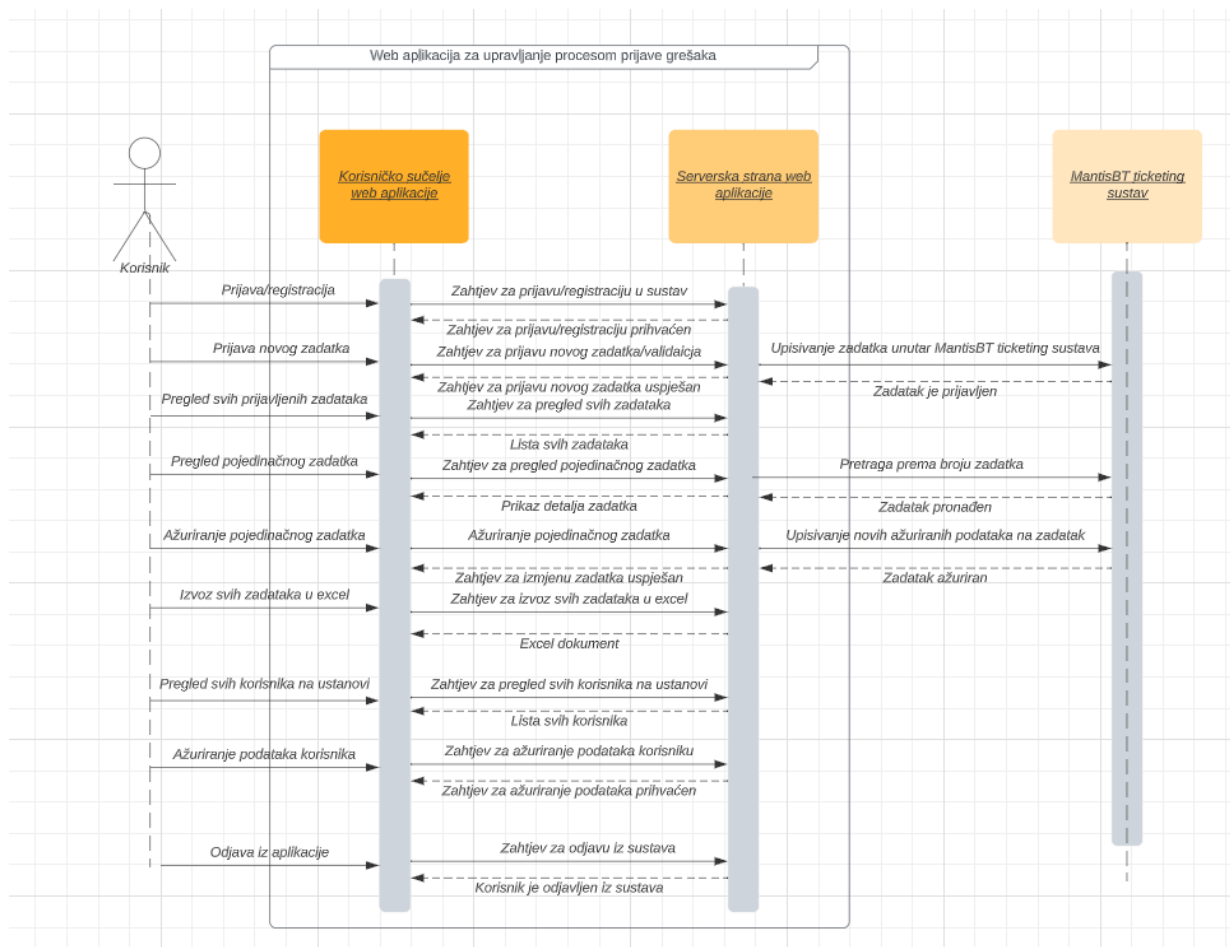 Web aplikacija za upravljanje procesom prijave grešaka
Korisničko sučelje
web aplikacije
Serverska strana web
aplikacije
MantisBT ticketing
sustav
Korisnik
Prijava/registracija
Zahtjev za prijavu/registraciju u sustav
Zahtjev za prijavu/registraciju prihvaćen
Prijava novog zadatka
Zahtjev za prijavu novog zadatka/validaicja
Upisivanje zadatka unutar MantisBT ticketing sustava
Zahtjev za prijavu novog zadatka uspješan
Zadatak je prijavljen
Pregled svih prijavljenih zadataka
Zahtjev za pregled svih zadataka
Lista svih zadataka
Pregled pojedinačnog zadatka
Zahtjev za pregled pojedinačnog zadatka
Pretraga prema broju zadatka
Prikaz detalja zadatka
Zadatak pronađen
Ažuriranje pojedinačnog zadatka
Ažuriranje pojedinačnog zadatka
Upisivanje novih ažuriranih podataka na zadatak
Zahtjev za izmjenu zadatka uspješan
Zadatak ažuriran
Izvoz svih zadataka u excel
Zahtjev za izvoz svih zadataka u excel
Excel dokument
Pregled svih korisnika na ustanovi
Zahtjev za pregled svih korisnika na ustanovi
Lista svih korisnika
Ažuriranje podataka korisnika
Zahtjev za ažuriranje podataka korisniku
Zahtjev za ažuriranje podataka prihvaćen
Odjava iz aplikacije
Zahtjev za odjavu iz sustava
Korisnik je odjavljen iz sustava